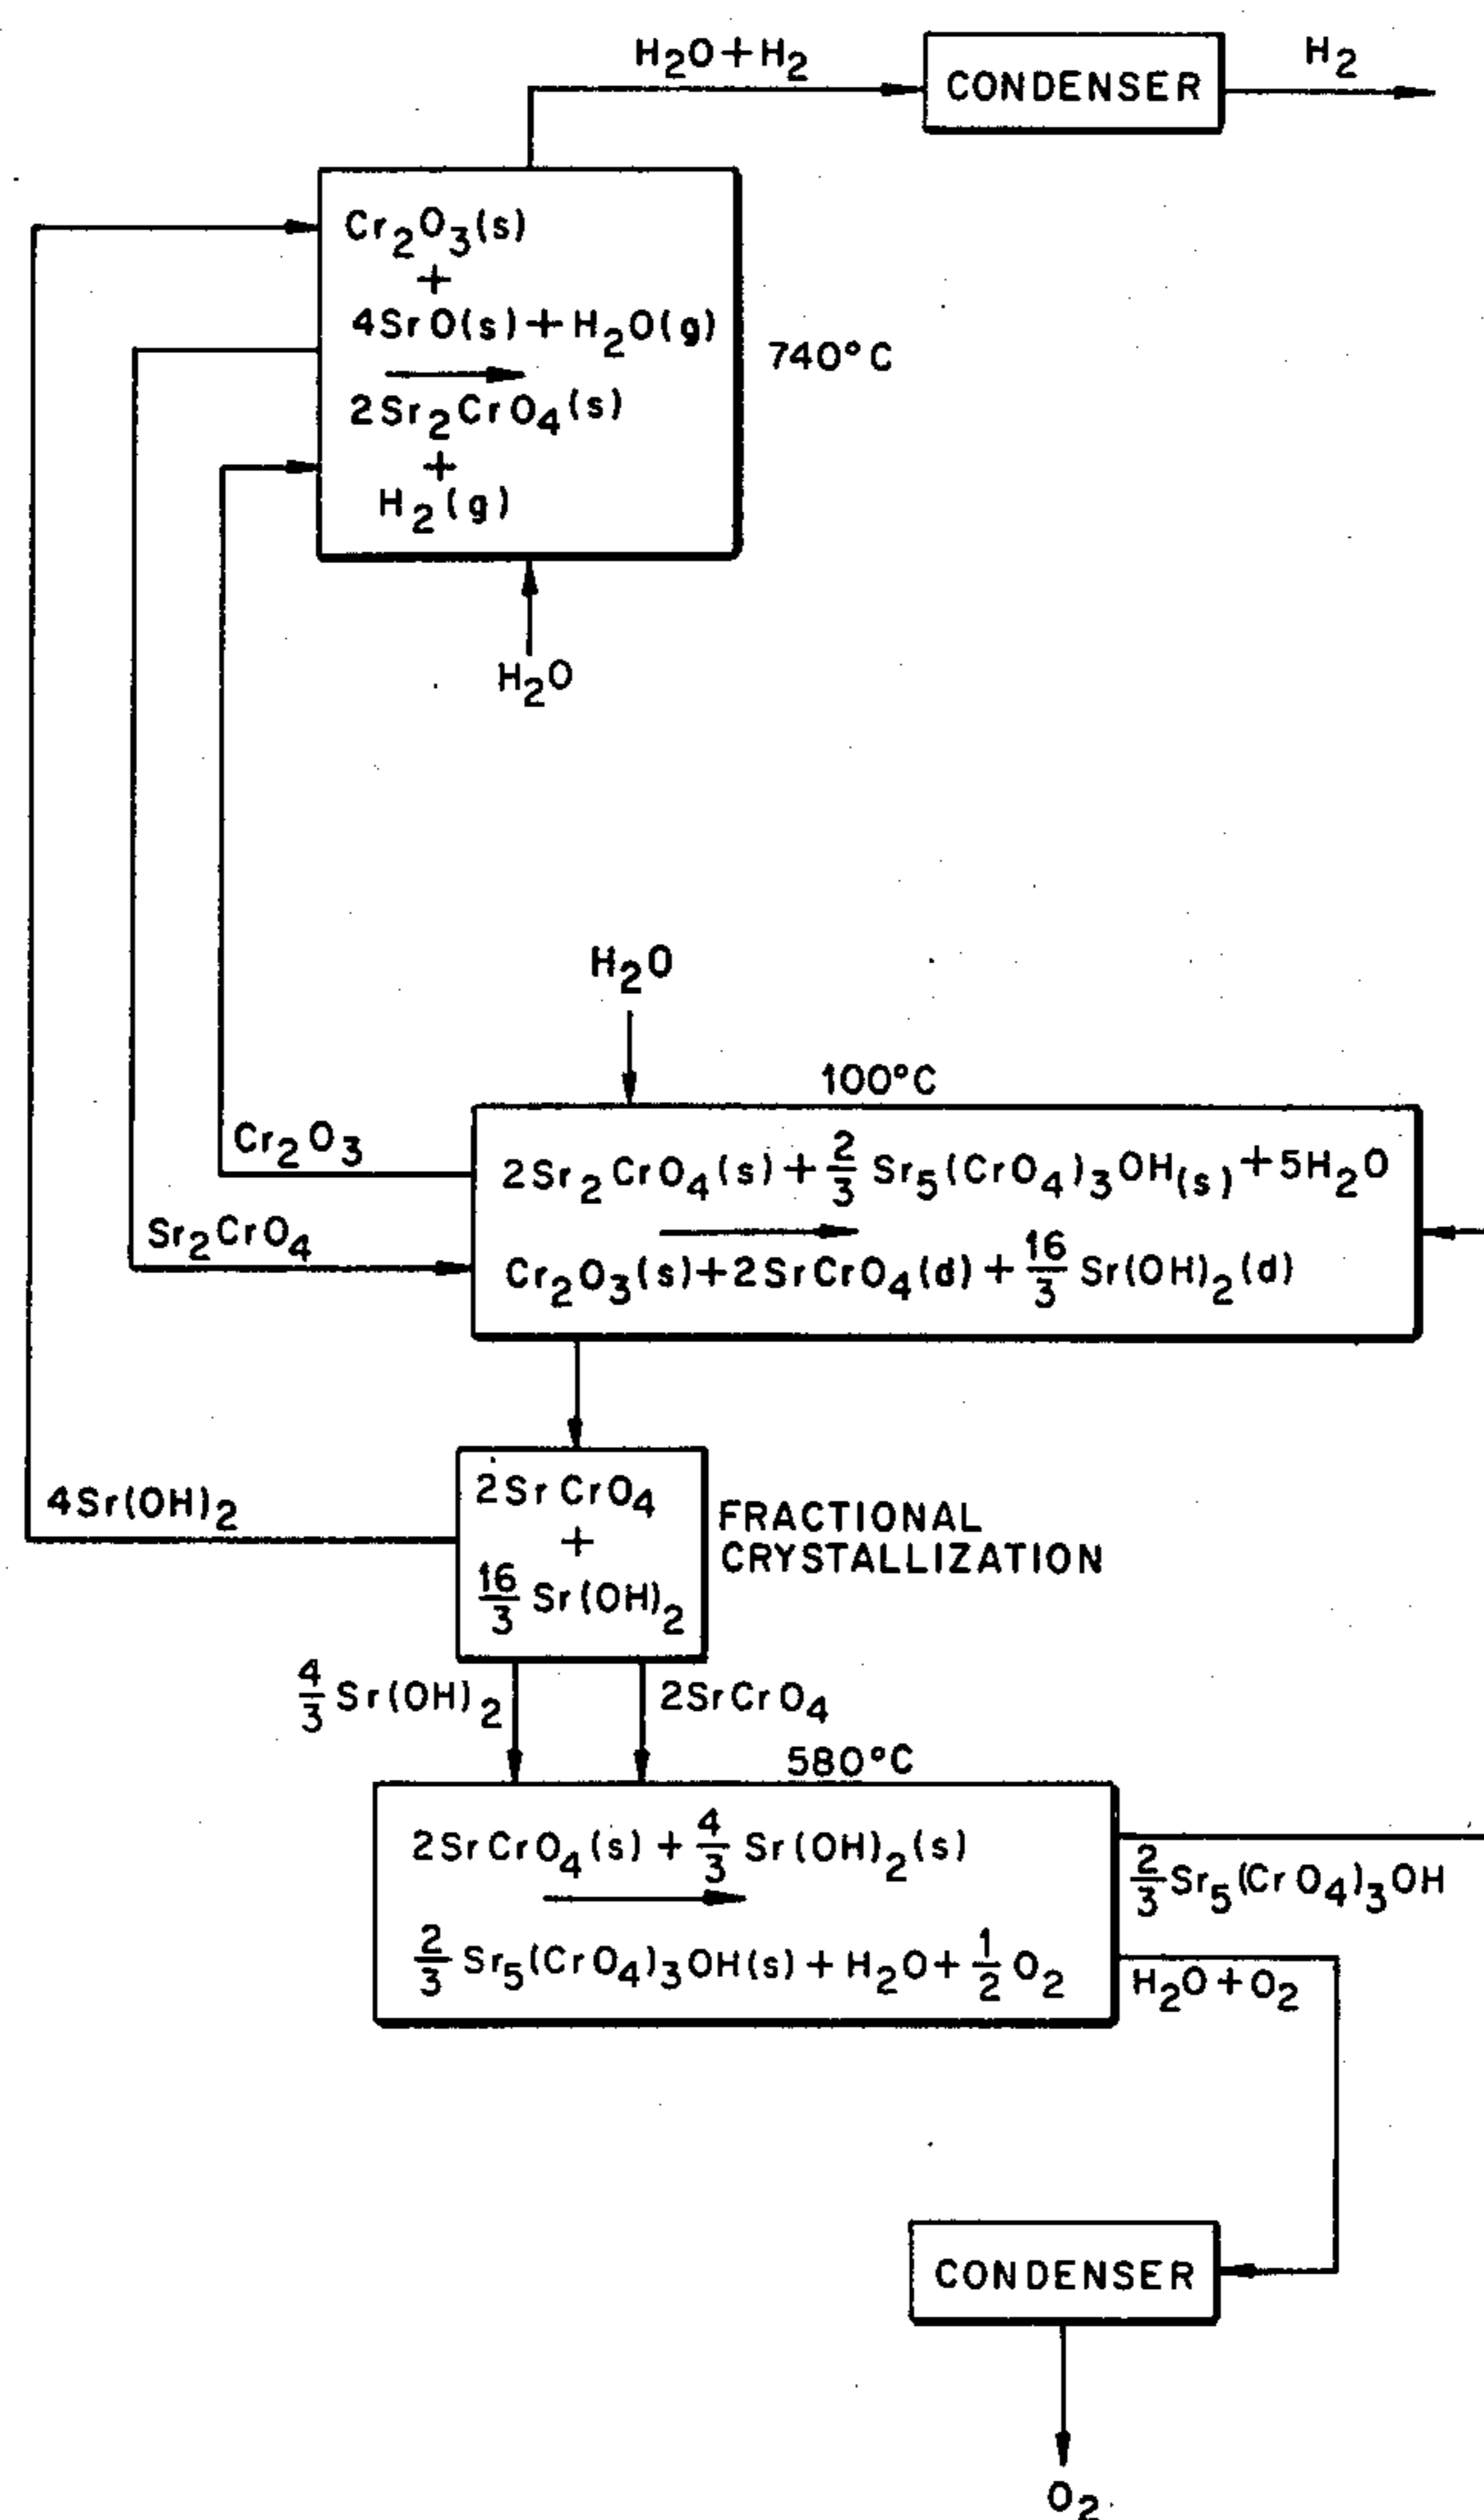 H2O+H2
CONDENSER
H2
Cr2O3(s)
+
4SrO(s)+H2O(g)
740°C
2Sr2CrO4(s)
+
H2(g)
H2O
H2O
100°C
Cr2O3
2Sr2CrO4(s)+2/3 Sr5(CrO4)3OH(s)+5H2O
Sr2CrO4
Cr2O3(s)+2SrCrO4(d)+16/3 Sr(OH)2(d)
4Sr(OH)2
2SrCrO4
+
16/3 Sr(OH)2
FRACTIONAL
CRYSTALLIZATION
4/3 Sr(OH)2
2SrCrO4
580°C
2SrCrO4(s)+4/3 Sr(OH)2(s)
2/3 Sr5(CrO4)3OH
2/3 Sr5(CrO4)3OH(s)+H2O+1/2 O2
H2O+O2
CONDENSER
O2